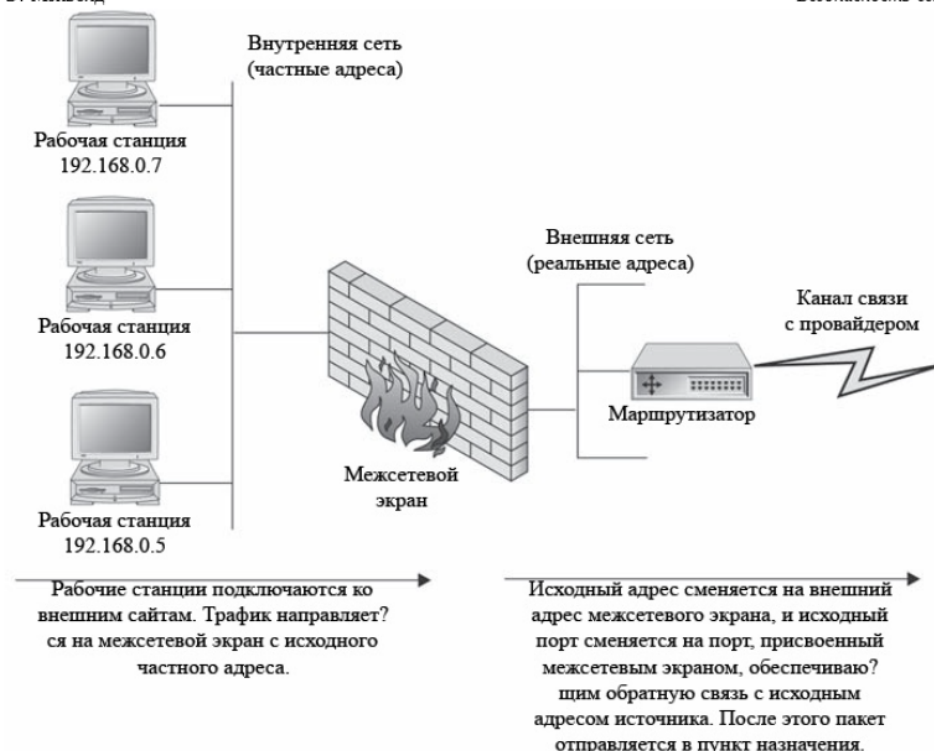 Внутренняя сеть
(частные адреса)
Рабочая станция
192.168.0.7
Рабочая станция
192.168.0.6
Рабочая станция
192.168.0.5
Межсетевой
экран
Внешняя сеть
(реальные адреса)
Маршрутизатор
Канал связи
с провайдером
Рабочие станции подключаются ко
внешним сайтам. Трафик направляет?
ся на межсетевой экран с исходного
частного адреса.
Исходный адрес сменяется на внешний
адрес межсетевого экрана, и исходный
порт сменяется на порт, присвоенный
межсетевым экраном, обеспечиваю?
щим обратную связь с исходным
адресом источника. После этого пакет
отправляется в пункт назначения.